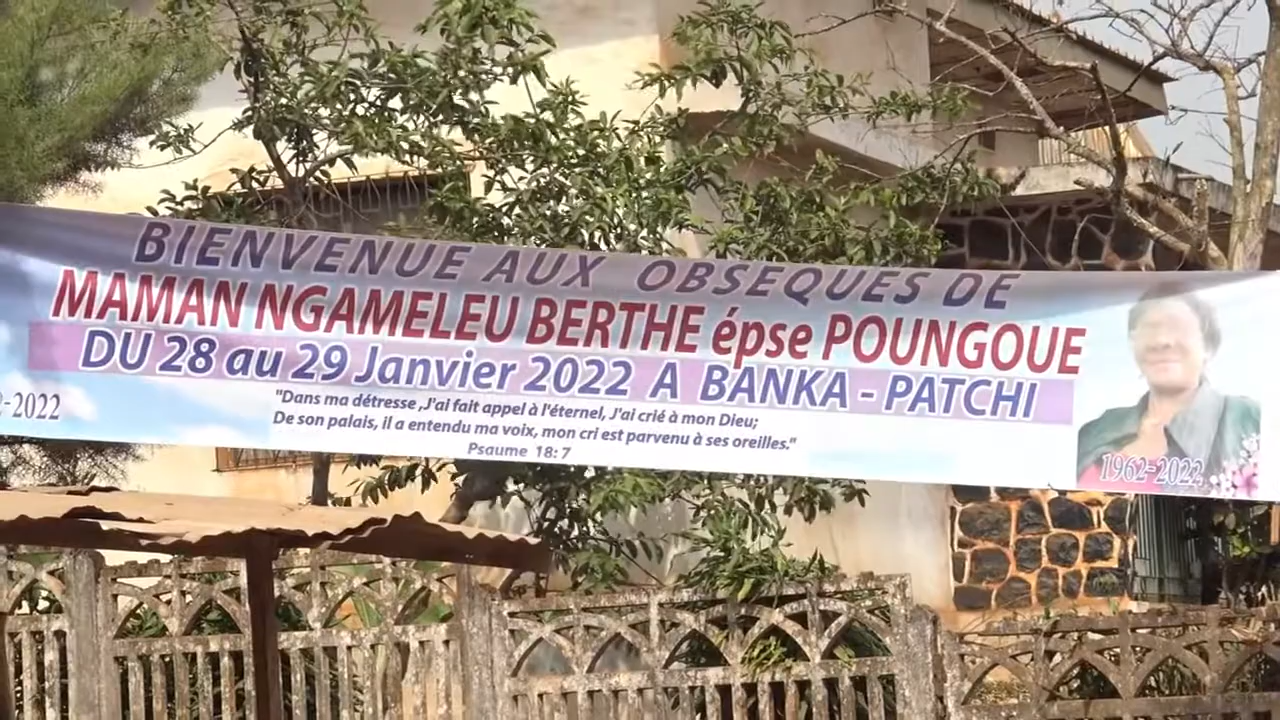 BIENVENUE AUX OBSEQUES DE
MAMAN NGAMELEU BERTHE épse POUNGOUE
DU 28 au 29 Janvier 2022 A BANKA - PATCHI
"Dans ma détresse ,J'ai fait appel à l'éternel, J'ai crié à mon Dieu;
De son palais, il a entendu ma voix, mon cri est parvenu à ses oreilles."
Psaume 18: 7
-2022
1962-2022